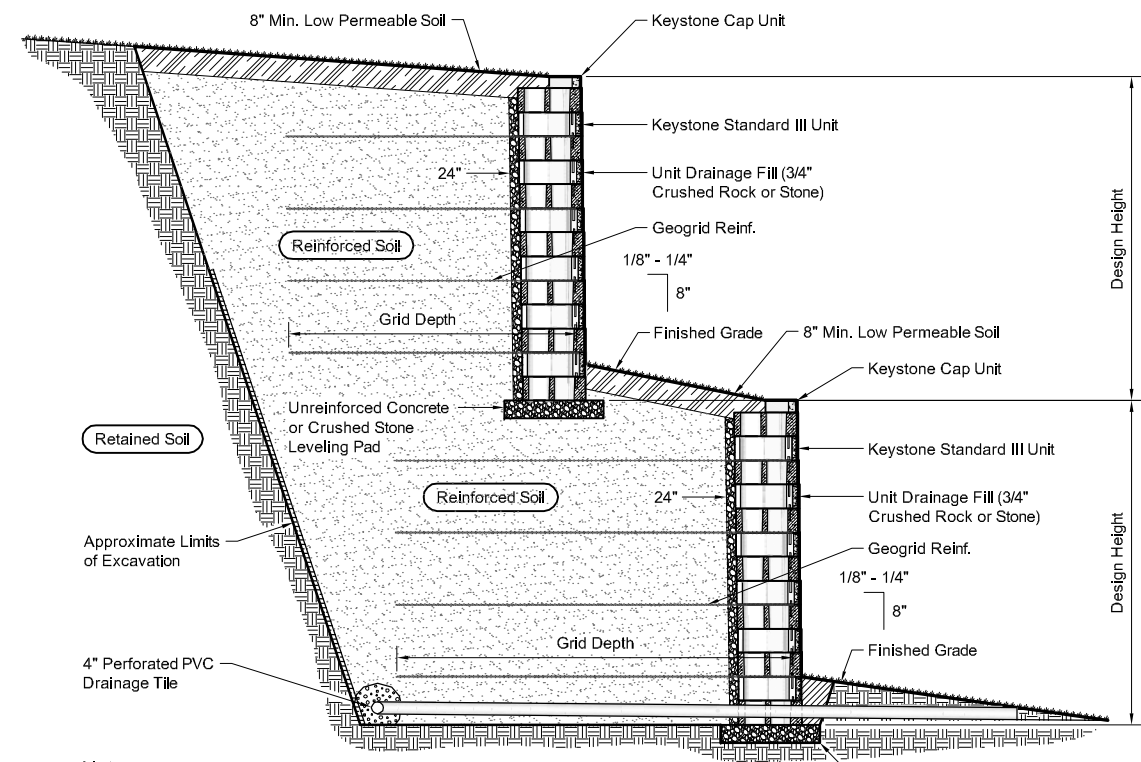 8" Min. Low Permeable Soil
Keystone Cap Unit
Keystone Standard III Unit
24"
Unit Drainage Fill (3/4"
Crushed Rock or Stone)
Geogrid Reinf.
Reinforced Soil
1/8" - 1/4"
8"
Design Height
Grid Depth
Finished Grade
8" Min. Low Permeable Soil
Keystone Cap Unit
Unreinforced Concrete
or Crushed Stone
Leveling Pad
Retained Soil
Keystone Standard III Unit
Reinforced Soil
24"
Unit Drainage Fill (3/4"
Crushed Rock or Stone)
Approximate Limits
of Excavation
Geogrid Reinf.
1/8" - 1/4"
8"
Design Height
Grid Depth
Finished Grade
4" Perforated PVC
Drainage Tile